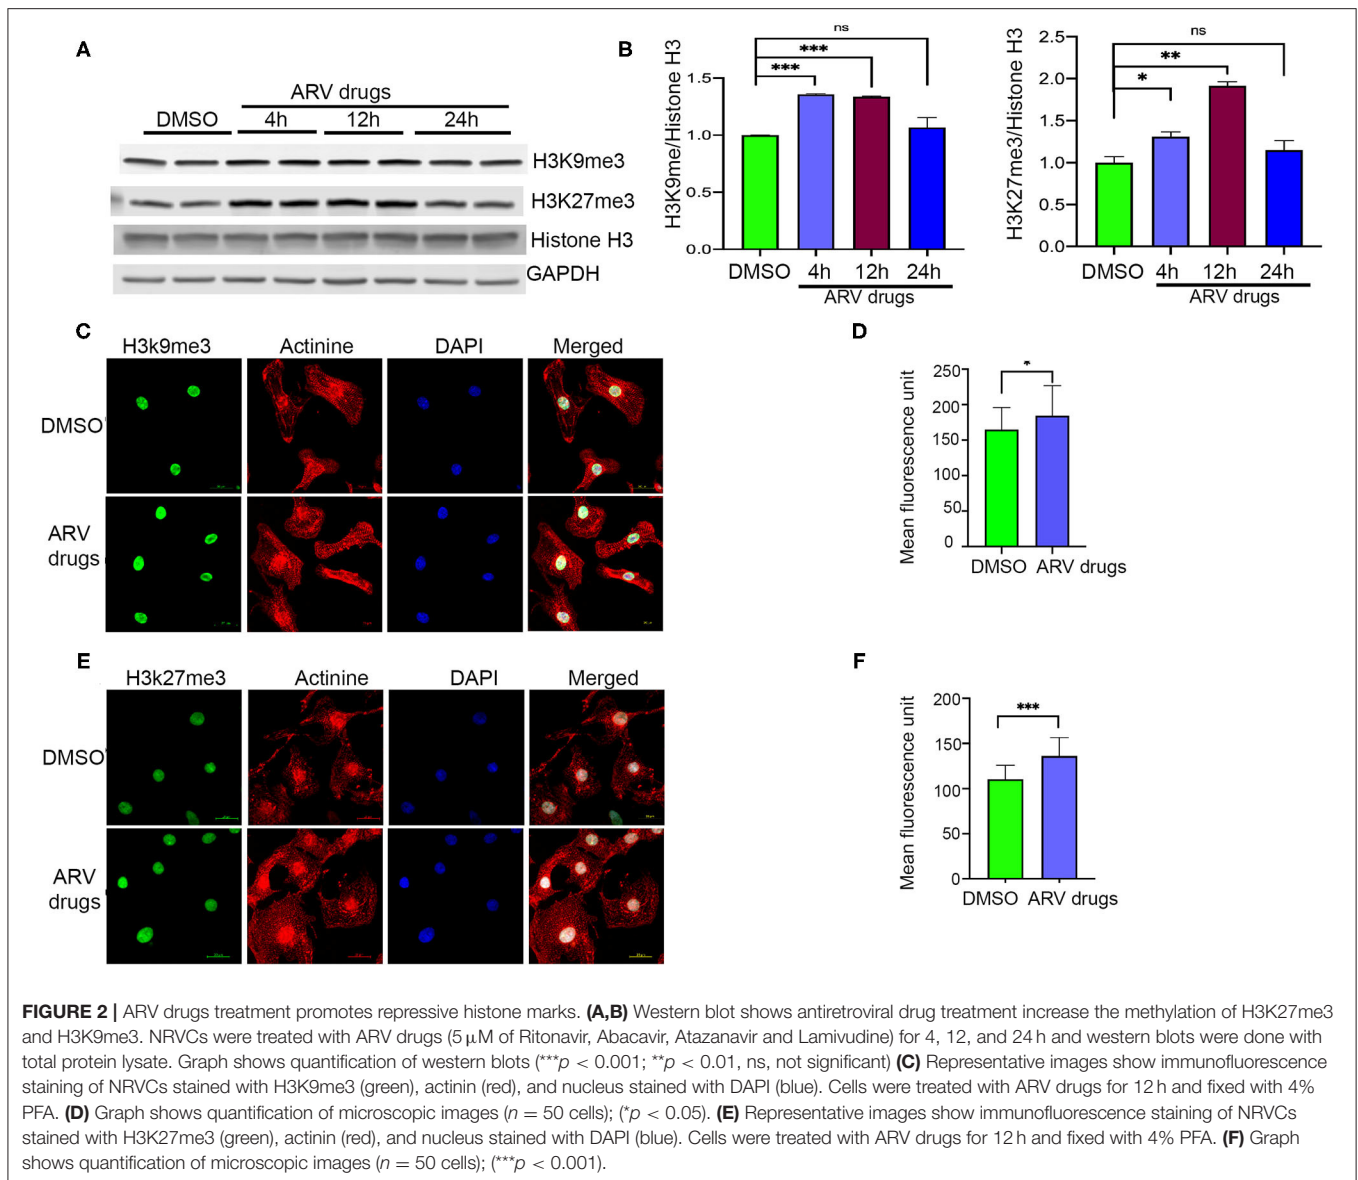 A
ARV drugs
DMSO 4h 12h 24h
H3K9me3
H3K27me3
Histone H3
GAPDH
B
H3K9me/Histone H3
1.5
1.0
0.5
0.0
ns
***
***
DMSO 4h 12h 24h
ARV drugs
H3K27me3/Histone H3
2.5
2.0
1.5
1.0
0.5
0.0
ns
**
*
DMSO 4h 12h 24h
ARV drugs
C
H3k9me3 Actinine DAPI Merged
DMSO
ARV
drugs
D
Mean fluorescence unit
250
200
150
100
50
0
*
DMSO ARV drugs
E
H3k27me3 Actinine DAPI Merged
DMSO
ARV
drugs
F
Mean fluorescence unit
200
150
100
50
0
***
DMSO ARV drugs
FIGURE 2 | ARV drugs treatment promotes repressive histone marks. (A,B) Western blot shows antiretroviral drug treatment increase the methylation of H3K27me3
and H3K9me3. NRVCs were treated with ARV drugs (5 μM of Ritonavir, Abacavir, Atazanavir and Lamivudine) for 4, 12, and 24 h and western blots were done with
total protein lysate. Graph shows quantification of western blots (***p < 0.001; **p < 0.01, ns, not significant) (C) Representative images show immunofluorescence
staining of NRVCs stained with H3K9me3 (green), actinin (red), and nucleus stained with DAPI (blue). Cells were treated with ARV drugs for 12 h and fixed with 4%
PFA. (D) Graph shows quantification of microscopic images (n = 50 cells); (*p < 0.05). (E) Representative images show immunofluorescence staining of NRVCs
stained with H3K27me3 (green), actinin (red), and nucleus stained with DAPI (blue). Cells were treated with ARV drugs for 12 h and fixed with 4% PFA. (F) Graph
shows quantification of microscopic images (n = 50 cells); (***p < 0.001).